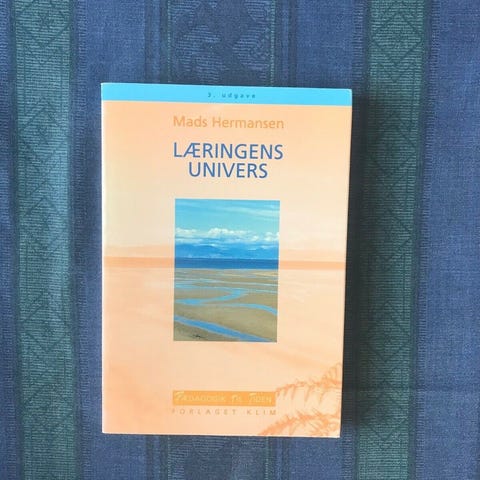 3. udgave
Mads Hermansen
LÆRINGENS
UNIVERS
PÆDAGOGIK TIL TIDEN
FORLAGET KLIM